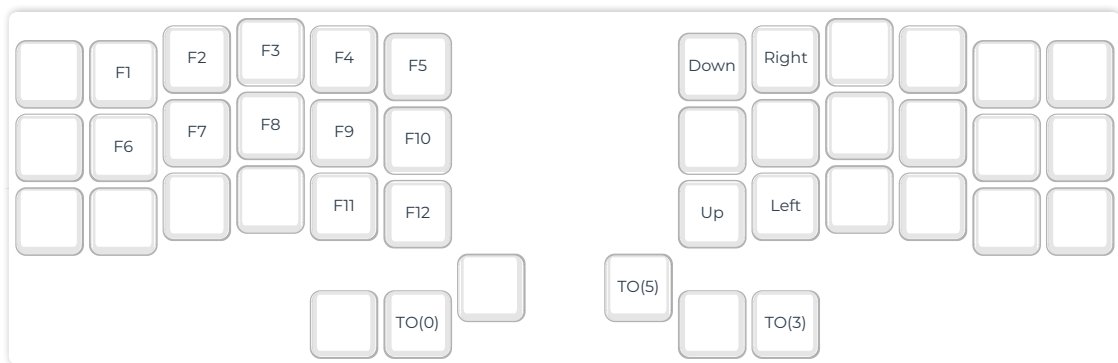 F1 F2 F3 F4 F5 Down Right
F6 F7 F8 F9 F10
F11 F12 Up Left
TO(5)
TO(0) TO(3)